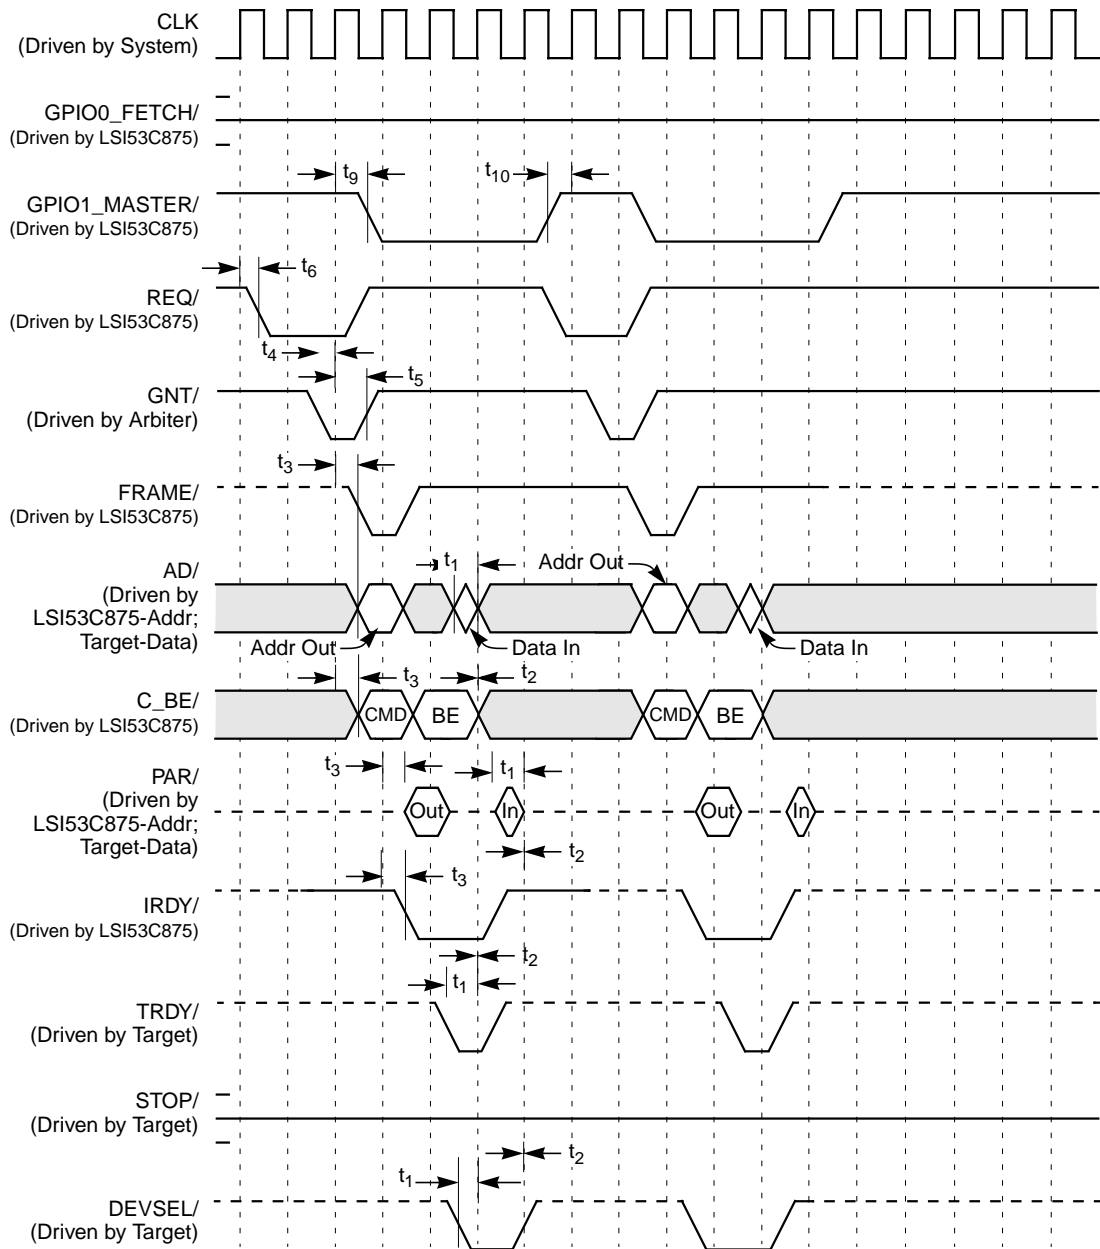 CLK
(Driven by System)
GPIO0_FETCH/
(Driven by LSI53C875)
t9
t10
GPIO1_MASTER/
(Driven by LSI53C875)
t6
REQ/
(Driven by LSI53C875)
t4
t5
GNT/
(Driven by Arbiter)
t3
FRAME/
(Driven by LSI53C875)
AD/
(Driven by
LSI53C875-Addr;
Target-Data)
t1
Addr Out
Addr Out
Data In
Data In
t3
t2
C_BE/
(Driven by LSI53C875)
CMD
BE
CMD
BE
t3
t1
PAR/
(Driven by
LSI53C875-Addr;
Target-Data)
Out
In
Out
In
t2
t3
IRDY/
(Driven by LSI53C875)
t2
t1
TRDY/
(Driven by Target)
STOP/
(Driven by Target)
t2
t1
DEVSEL/
(Driven by Target)